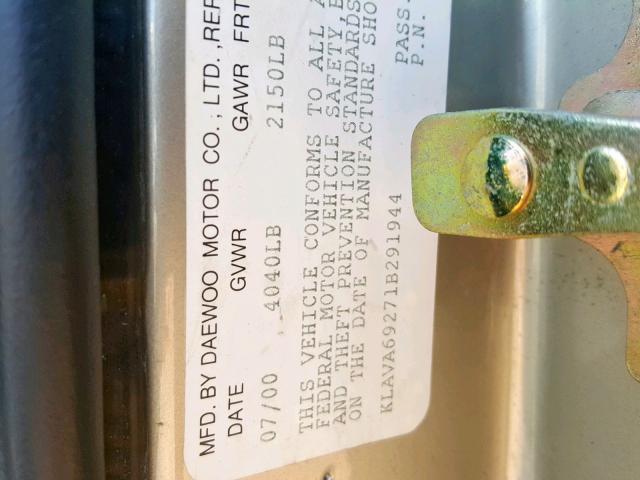 MFD. BY DAEWOO MOTOR CO., LTD.,REP
DATE GVWR GAWR FRT
07/00 4040LB 2150LB
THIS VEHICLE CONFORMS TO ALL A
FEDERAL MOTOR VEHICLE SAFETY,B
AND THEFT PREVENTION STANDARDS
ON THE DATE OF MANUFACTURE SHO
KLAVA69271B291944 PASS.
P.N.